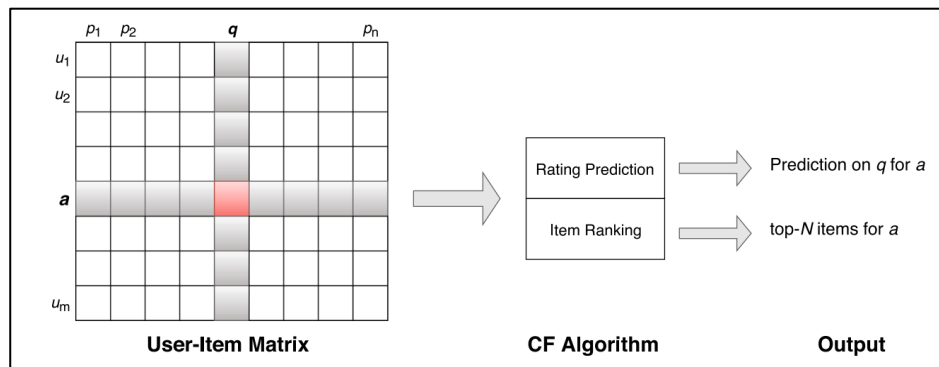 p1 p2 q pn
u1
u2
a
um
User-Item Matrix
Rating Prediction
Item Ranking
CF Algorithm
Prediction on q for a
top-N items for a
Output